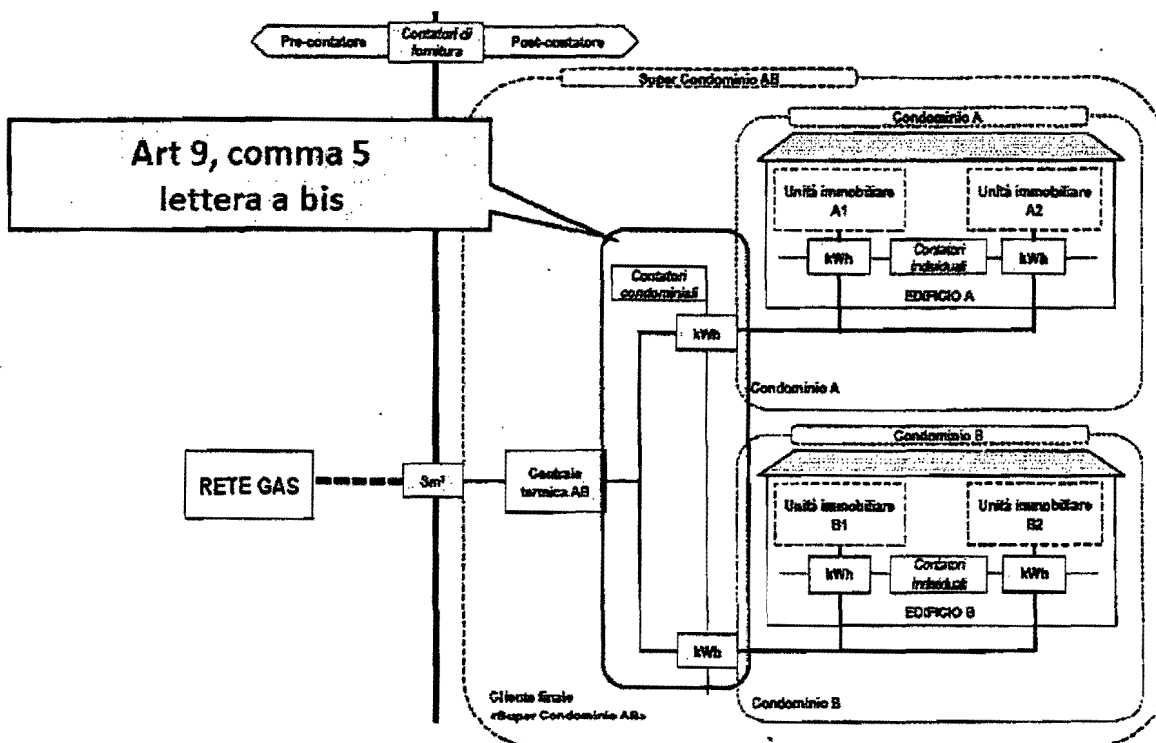 Pre-contatore
Contatori di
fornitura
Post-contatore
Super Condominio AB
Condominio A
Art 9, comma 5
lettera a bis
Unità immobiliare
A1
Unità immobiliare
A2
kWh
Contatori
individuali
kWh
EDIFICIO A
Contatori
condominiali
kWh
Condominio A
Condominio B
RETE GAS
Sm³
Centrale
termica AB
Unità immobiliare
B1
Unità immobiliare
B2
kWh
Contatori
individuali
kWh
EDIFICIO B
kWh
Cliente finale
«Super Condominio AB»
Condominio B